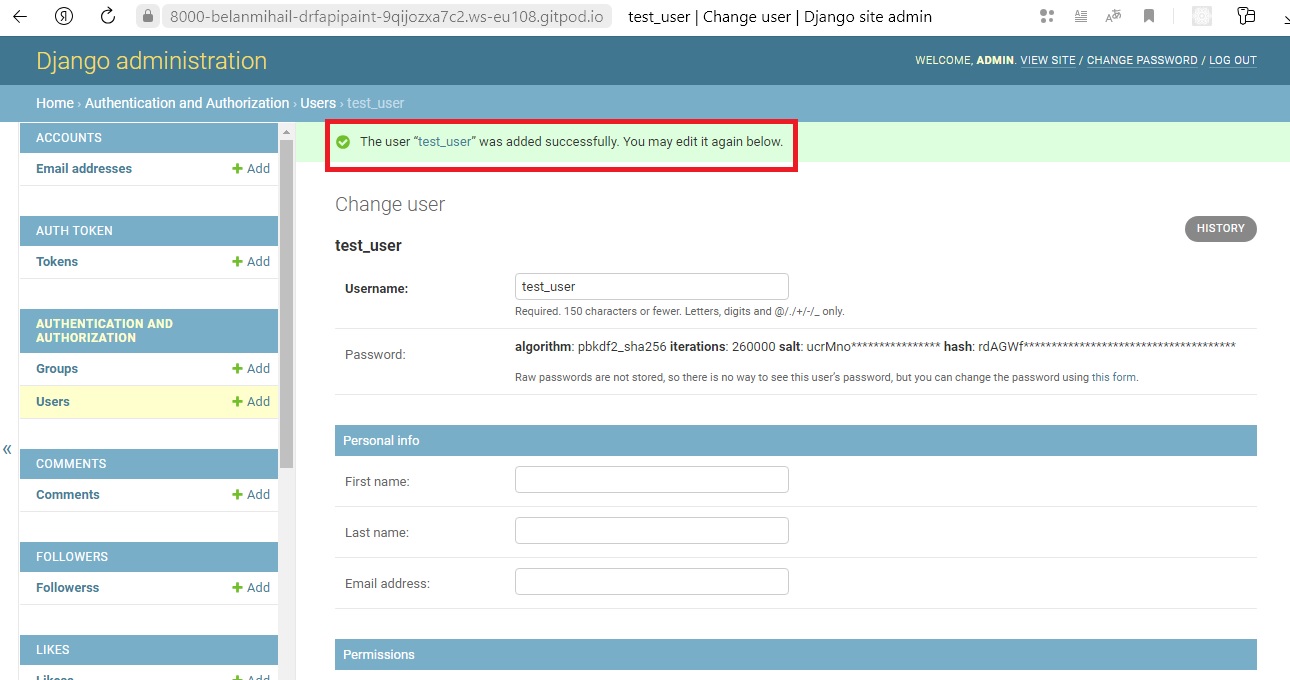 8000-belanmihail-drfapipaint-9qijozxa7c2.ws-eu108.gitpod.io test_user | Change user | Django site admin
Django administration
WELCOME, ADMIN. VIEW SITE / CHANGE PASSWORD / LOG OUT
Home › Authentication and Authorization › Users › test_user
ACCOUNTS
Email addresses + Add
AUTH TOKEN
Tokens + Add
AUTHENTICATION AND
AUTHORIZATION
Groups + Add
Users + Add
COMMENTS
Comments + Add
FOLLOWERS
Followerss + Add
LIKES
Likess + Add
«
The user “test_user” was added successfully. You may edit it again below.
Change user
HISTORY
test_user
Username: test_user
Required. 150 characters or fewer. Letters, digits and @/./+/-/_ only.
Password: algorithm: pbkdf2_sha256 iterations: 260000 salt: ucrMno**************** hash: rdAGWf**************************************
Raw passwords are not stored, so there is no way to see this user’s password, but you can change the password using this form.
Personal info
First name:
Last name:
Email address:
Permissions